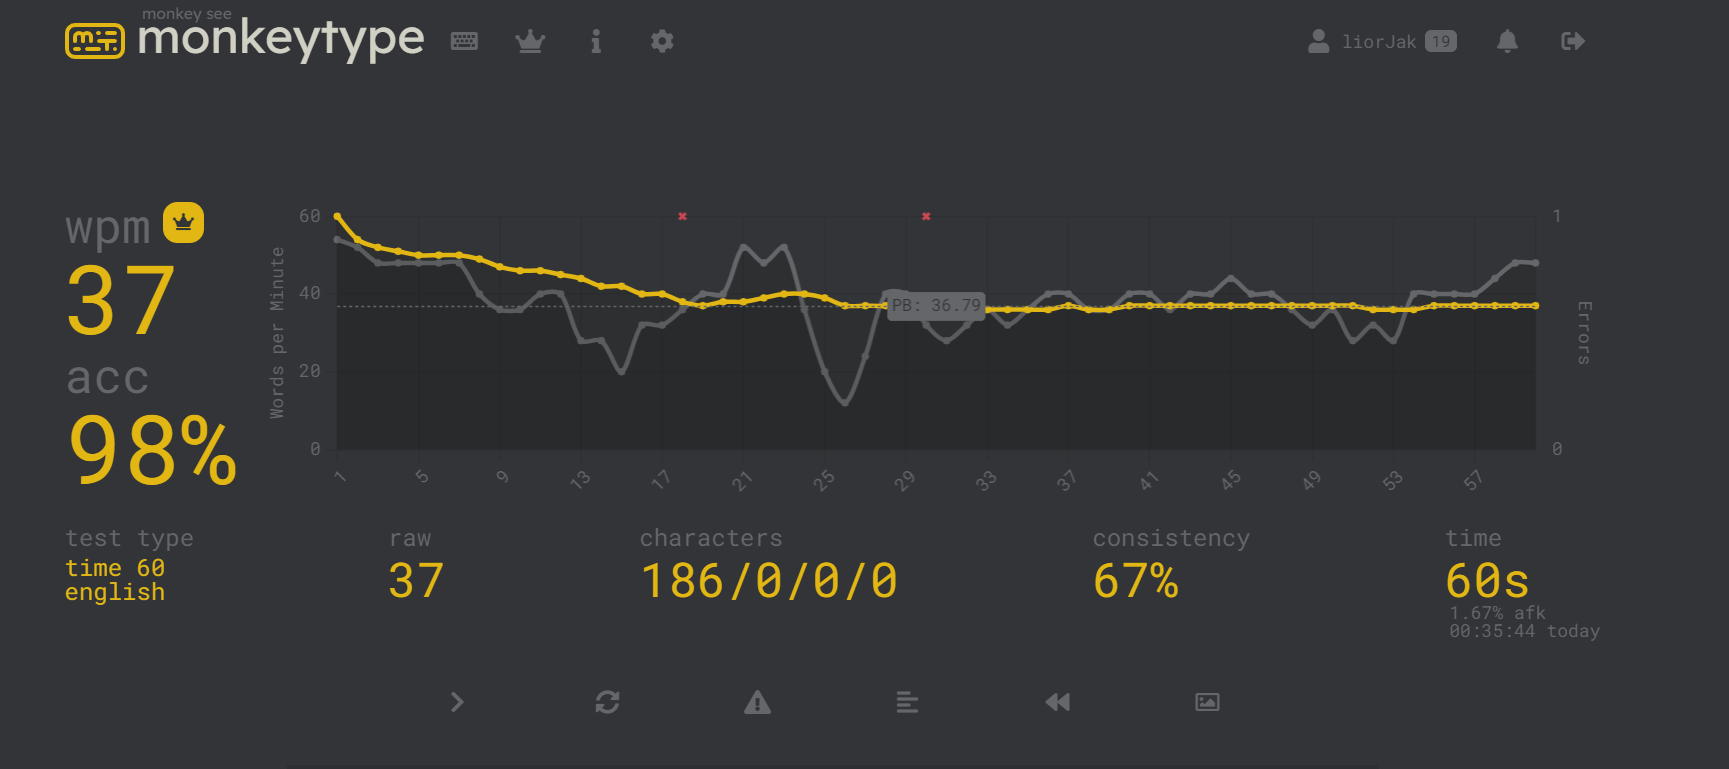 monkey see
monkeytype
liorJak 19
wpm
37
acc
98%
Words per Minute
60
40
20
0
PB: 36.79
1
0
Errors
1 5 9 13 17 21 25 29 33 37 41 45 49 53 57
test type
time 60
english
raw
37
characters
186/0/0/0
consistency
67%
time
60s
1.67% afk
00:35:44 today